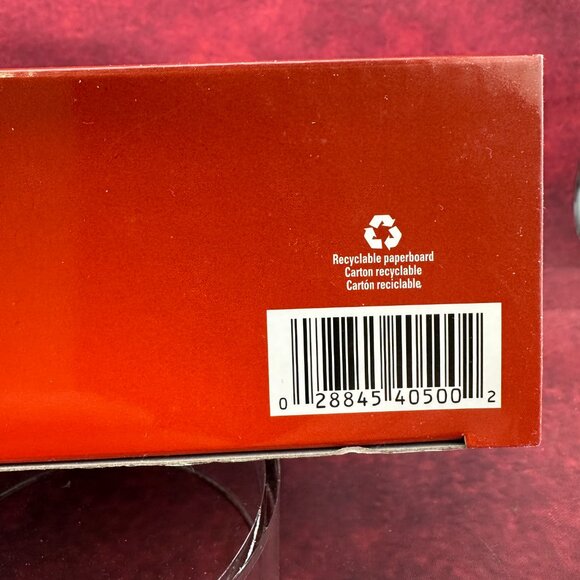 Recyclable paperboard
Carton recyclable
Cartón reciclable
0 28845 40500 2